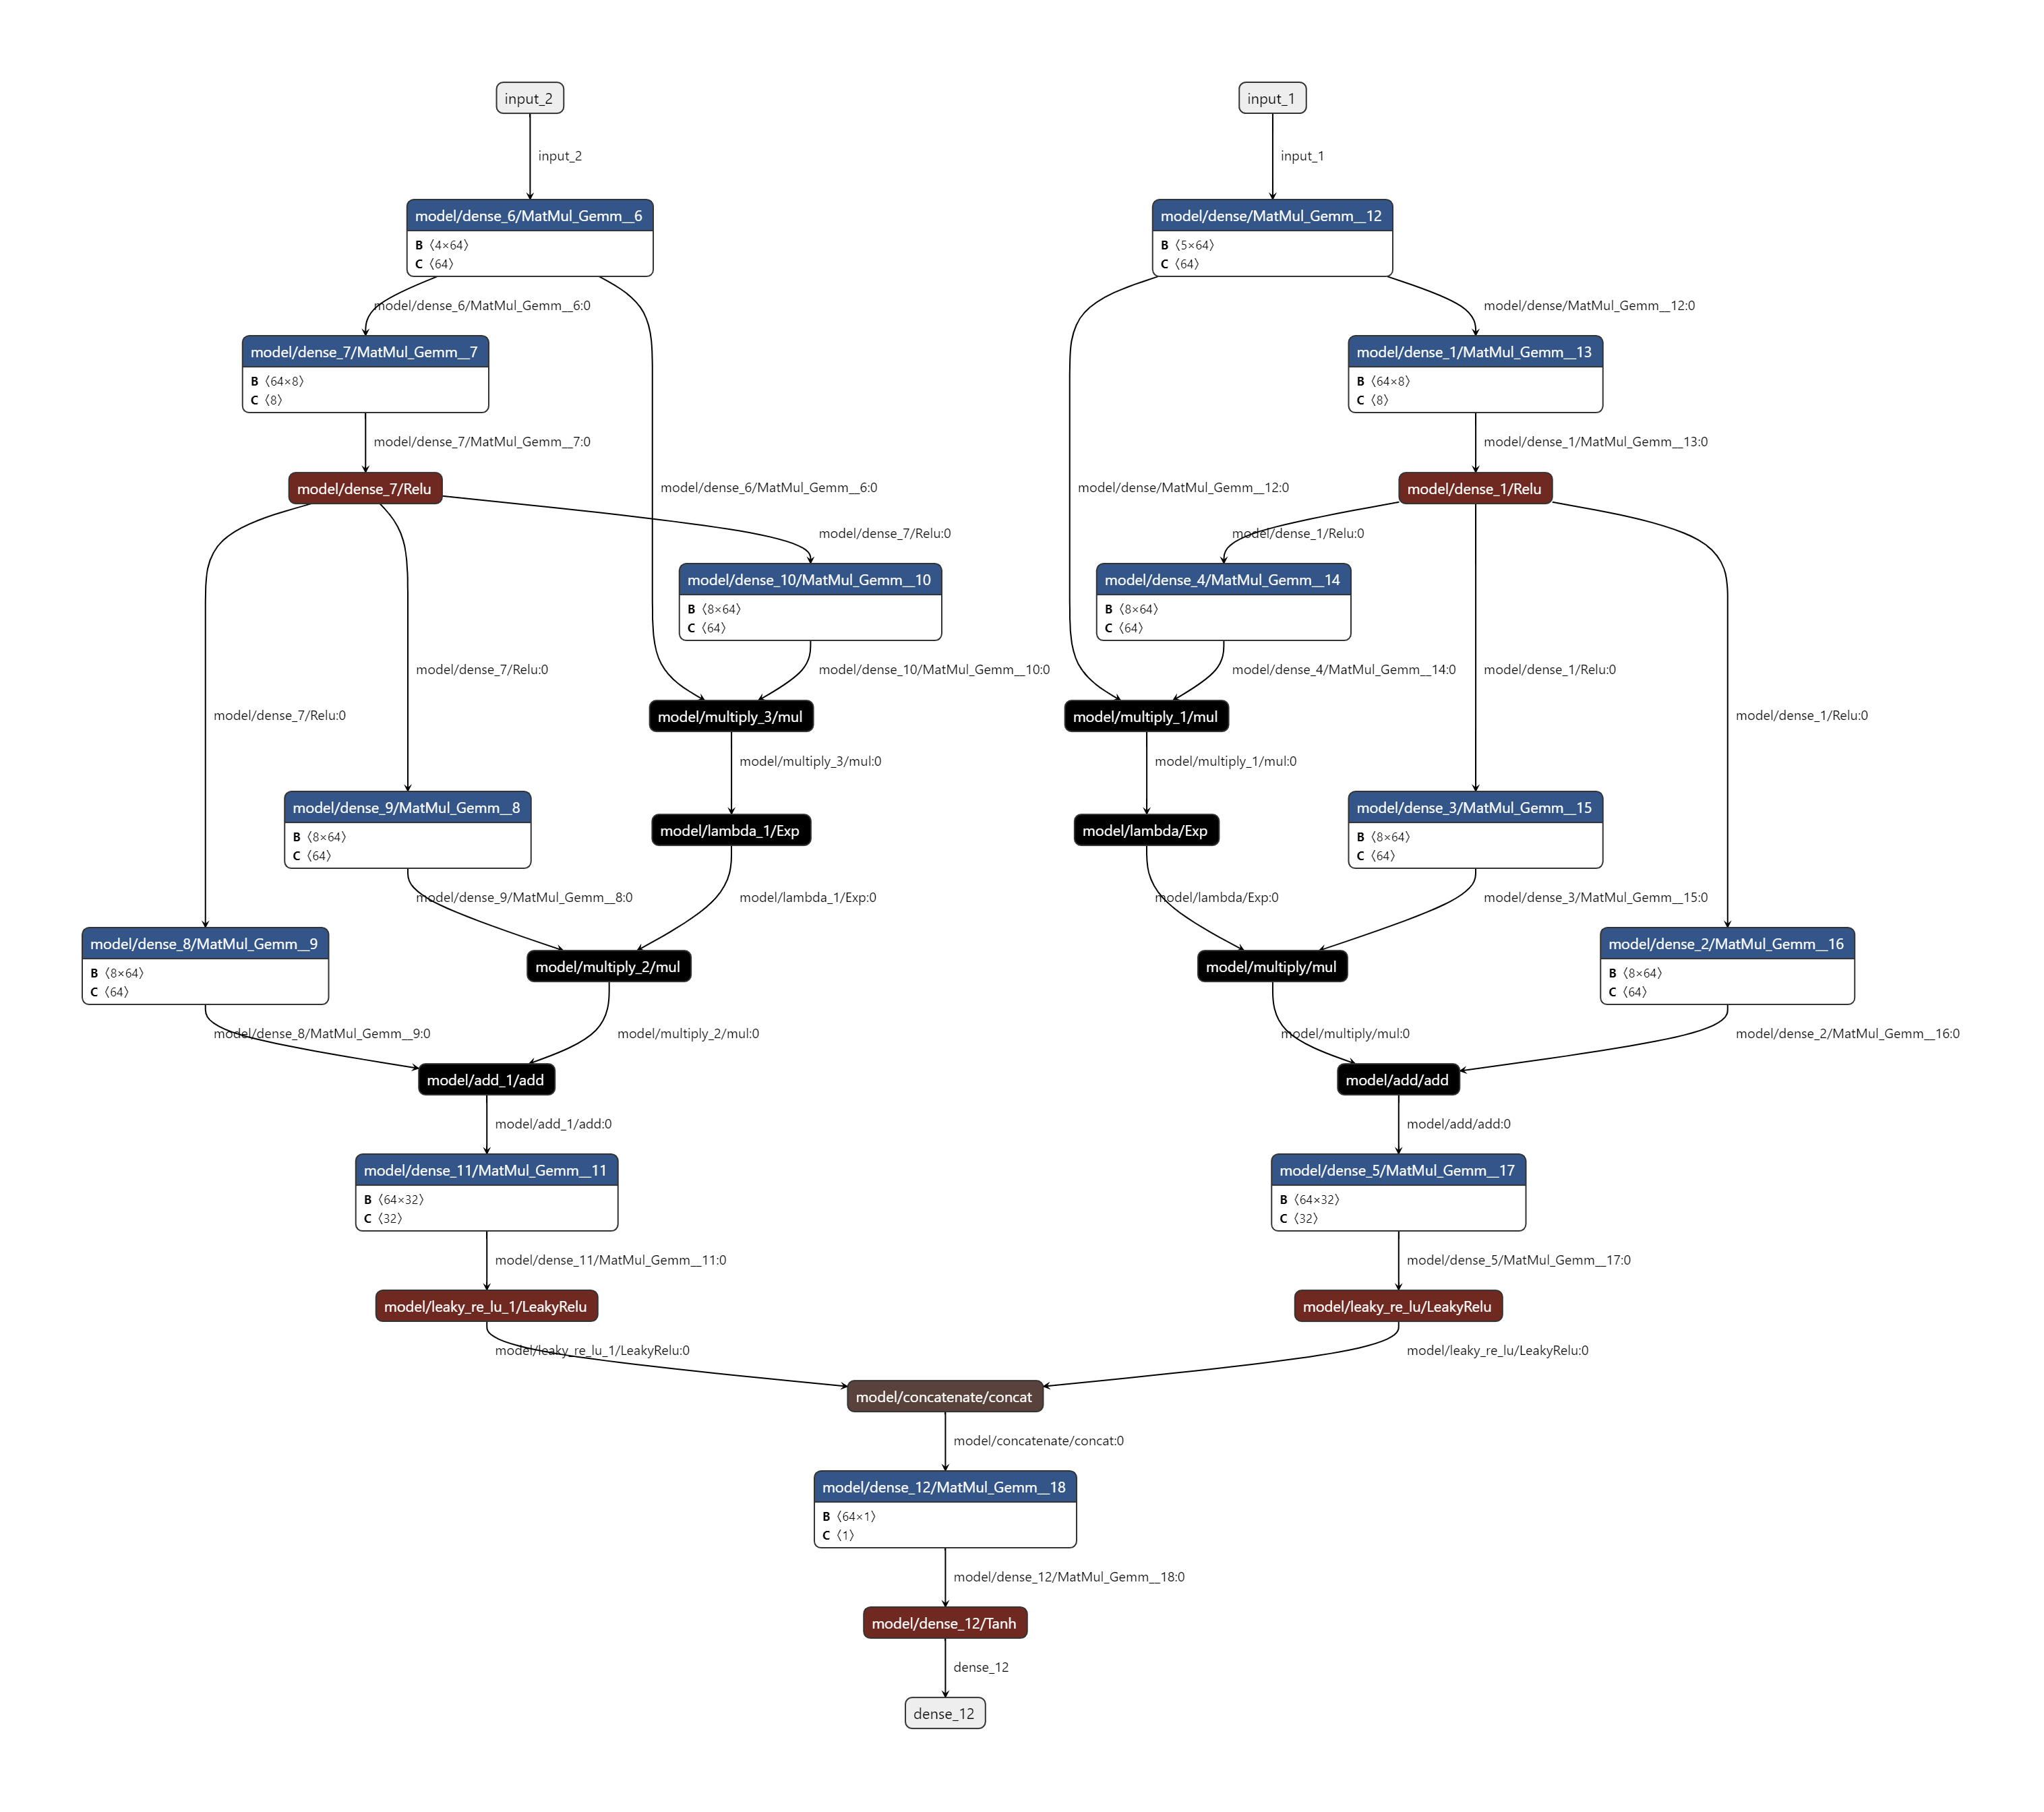 input_2
input_1
input_2
input_1
model/dense_6/MatMul_Gemm__6
B 〈4×64〉
C 〈64〉
model/dense/MatMul_Gemm__12
B 〈5×64〉
C 〈64〉
model/dense_6/MatMul_Gemm__6:0
model/dense/MatMul_Gemm__12:0
model/dense_7/MatMul_Gemm__7
B 〈64×8〉
C 〈8〉
model/dense_1/MatMul_Gemm__13
B 〈64×8〉
C 〈8〉
model/dense_7/MatMul_Gemm__7:0
model/dense_1/MatMul_Gemm__13:0
model/dense_7/Relu
model/dense_6/MatMul_Gemm__6:0
model/dense/MatMul_Gemm__12:0
model/dense_1/Relu
model/dense_7/Relu:0
model/dense_1/Relu:0
model/dense_10/MatMul_Gemm__10
B 〈8×64〉
C 〈64〉
model/dense_4/MatMul_Gemm__14
B 〈8×64〉
C 〈64〉
model/dense_7/Relu:0
model/dense_10/MatMul_Gemm__10:0
model/dense_4/MatMul_Gemm__14:0
model/dense_1/Relu:0
model/dense_7/Relu:0
model/multiply_3/mul
model/multiply_1/mul
model/dense_1/Relu:0
model/multiply_3/mul:0
model/multiply_1/mul:0
model/dense_9/MatMul_Gemm__8
B 〈8×64〉
C 〈64〉
model/lambda_1/Exp
model/lambda/Exp
model/dense_3/MatMul_Gemm__15
B 〈8×64〉
C 〈64〉
model/dense_9/MatMul_Gemm__8:0
model/lambda_1/Exp:0
model/lambda/Exp:0
model/dense_3/MatMul_Gemm__15:0
model/dense_8/MatMul_Gemm__9
B 〈8×64〉
C 〈64〉
model/multiply_2/mul
model/multiply/mul
model/dense_2/MatMul_Gemm__16
B 〈8×64〉
C 〈64〉
model/dense_8/MatMul_Gemm__9:0
model/multiply_2/mul:0
model/multiply/mul:0
model/dense_2/MatMul_Gemm__16:0
model/add_1/add
model/add/add
model/add_1/add:0
model/add/add:0
model/dense_11/MatMul_Gemm__11
B 〈64×32〉
C 〈32〉
model/dense_5/MatMul_Gemm__17
B 〈64×32〉
C 〈32〉
model/dense_11/MatMul_Gemm__11:0
model/dense_5/MatMul_Gemm__17:0
model/leaky_re_lu_1/LeakyRelu
model/leaky_re_lu/LeakyRelu
model/leaky_re_lu_1/LeakyRelu:0
model/leaky_re_lu/LeakyRelu:0
model/concatenate/concat
model/concatenate/concat:0
model/dense_12/MatMul_Gemm__18
B 〈64×1〉
C 〈1〉
model/dense_12/MatMul_Gemm__18:0
model/dense_12/Tanh
dense_12
dense_12